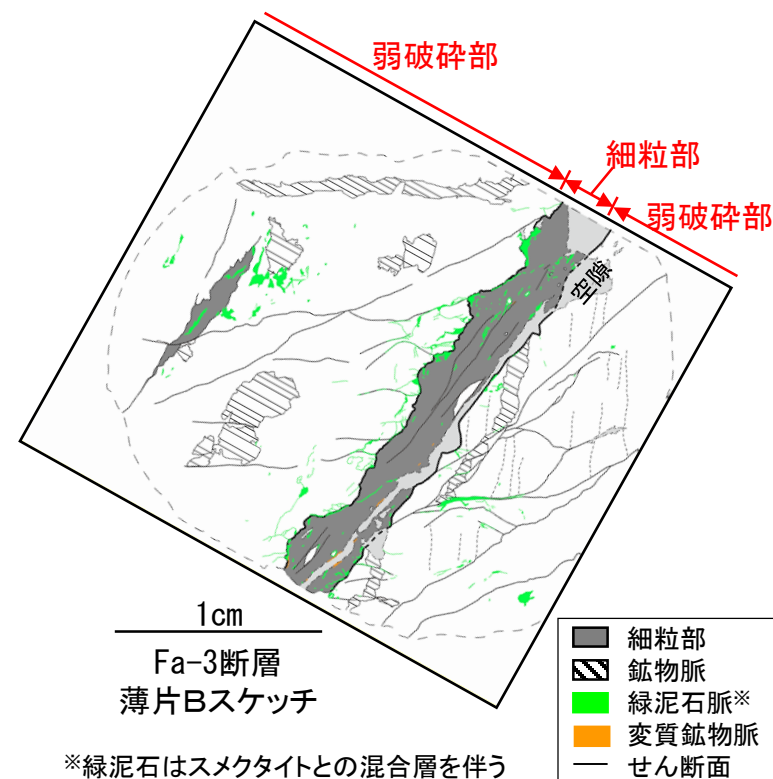 弱破砕部
細粒部
弱破砕部
空隙
1cm
Fa-3断層
薄片Bスケッチ
細粒部
鉱物脈
緑泥石脈※
変質鉱物脈
せん断面
※緑泥石はスメクタイトとの混合層を伴う